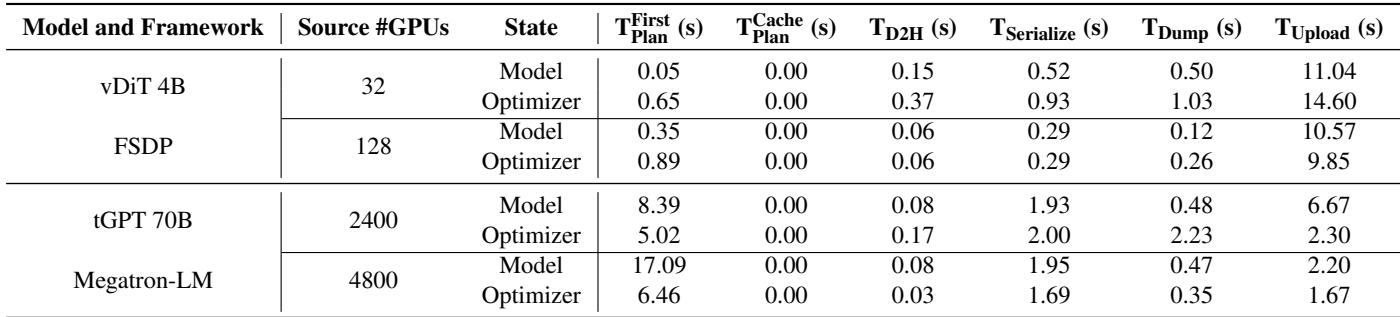 Model and Framework Source #GPUs State T^First_Plan (s) T^Cache_Plan (s) T_D2H (s) T_Serialize (s) T_Dump (s) T_Upload (s)
vDiT 4B 32 Model 0.05 0.00 0.15 0.52 0.50 11.04
Optimizer 0.65 0.00 0.37 0.93 1.03 14.60
FSDP 128 Model 0.35 0.00 0.06 0.29 0.12 10.57
Optimizer 0.89 0.00 0.06 0.29 0.26 9.85
tGPT 70B 2400 Model 8.39 0.00 0.08 1.93 0.48 6.67
Optimizer 5.02 0.00 0.17 2.00 2.23 2.30
Megatron-LM 4800 Model 17.09 0.00 0.08 1.95 0.47 2.20
Optimizer 6.46 0.00 0.03 1.69 0.35 1.67